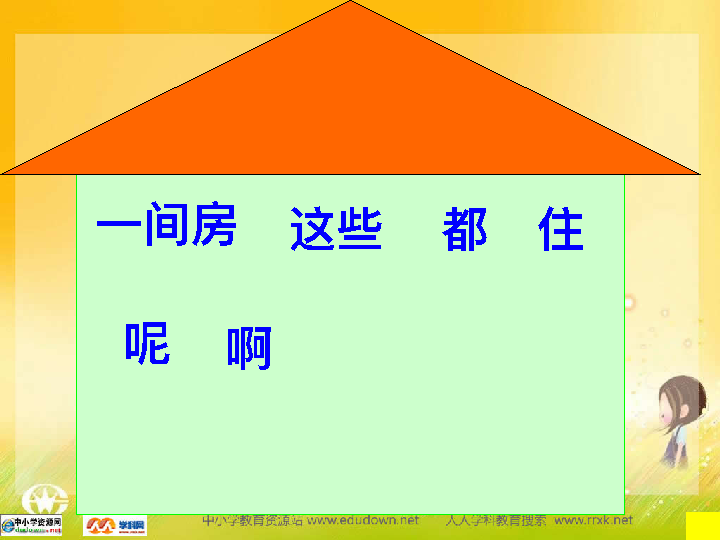 一间房 这些 都 住
呢 啊
中小学教育资源站 www.edudown.net 人人学科教育搜索 www.rrxk.net
中小学资源网
学科网